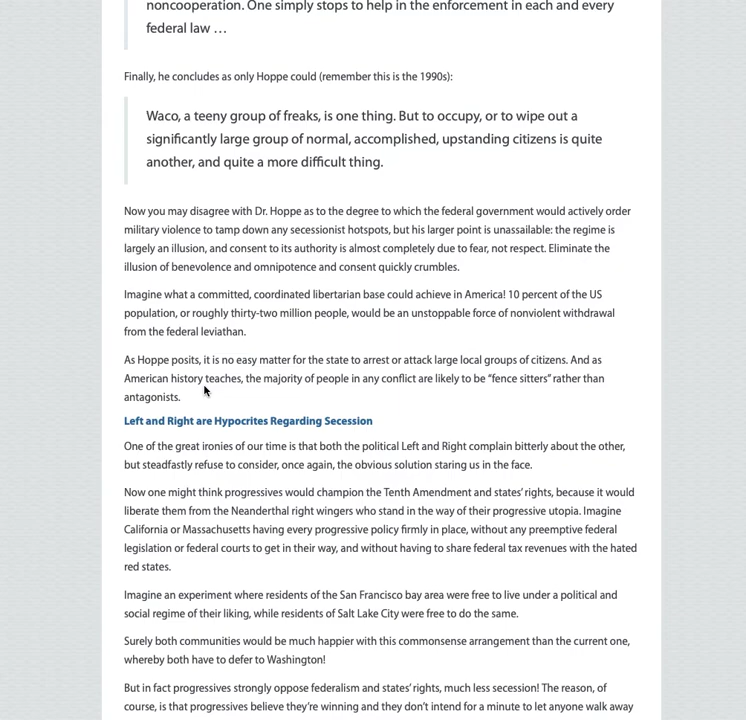 noncooperation. One simply stops to help in the enforcement in each and every
federal law …
Finally, he concludes as only Hoppe could (remember this is the 1990s):
Waco, a teeny group of freaks, is one thing. But to occupy, or to wipe out a
significantly large group of normal, accomplished, upstanding citizens is quite
another, and quite a more difficult thing.
Now you may disagree with Dr. Hoppe as to the degree to which the federal government would actively order
military violence to tamp down any secessionist hotspots, but his larger point is unassailable: the regime is
largely an illusion, and consent to its authority is almost completely due to fear, not respect. Eliminate the
illusion of benevolence and omnipotence and consent quickly crumbles.
Imagine what a committed, coordinated libertarian base could achieve in America! 10 percent of the US
population, or roughly thirty-two million people, would be an unstoppable force of nonviolent withdrawal
from the federal leviathan.
As Hoppe posits, it is no easy matter for the state to arrest or attack large local groups of citizens. And as
American history teaches, the majority of people in any conflict are likely to be “fence sitters” rather than
antagonists.
Left and Right are Hypocrites Regarding Secession
One of the great ironies of our time is that both the political Left and Right complain bitterly about the other,
but steadfastly refuse to consider, once again, the obvious solution staring us in the face.
Now one might think progressives would champion the Tenth Amendment and states’ rights, because it would
liberate them from the Neanderthal right wingers who stand in the way of their progressive utopia. Imagine
California or Massachusetts having every progressive policy firmly in place, without any preemptive federal
legislation or federal courts to get in their way, and without having to share federal tax revenues with the hated
red states.
Imagine an experiment where residents of the San Francisco bay area were free to live under a political and
social regime of their liking, while residents of Salt Lake City were free to do the same.
Surely both communities would be much happier with this commonsense arrangement than the current one,
whereby both have to defer to Washington!
But in fact progressives strongly oppose federalism and states’ rights, much less secession! The reason, of
course, is that progressives believe they’re winning and they don’t intend for a minute to let anyone walk away